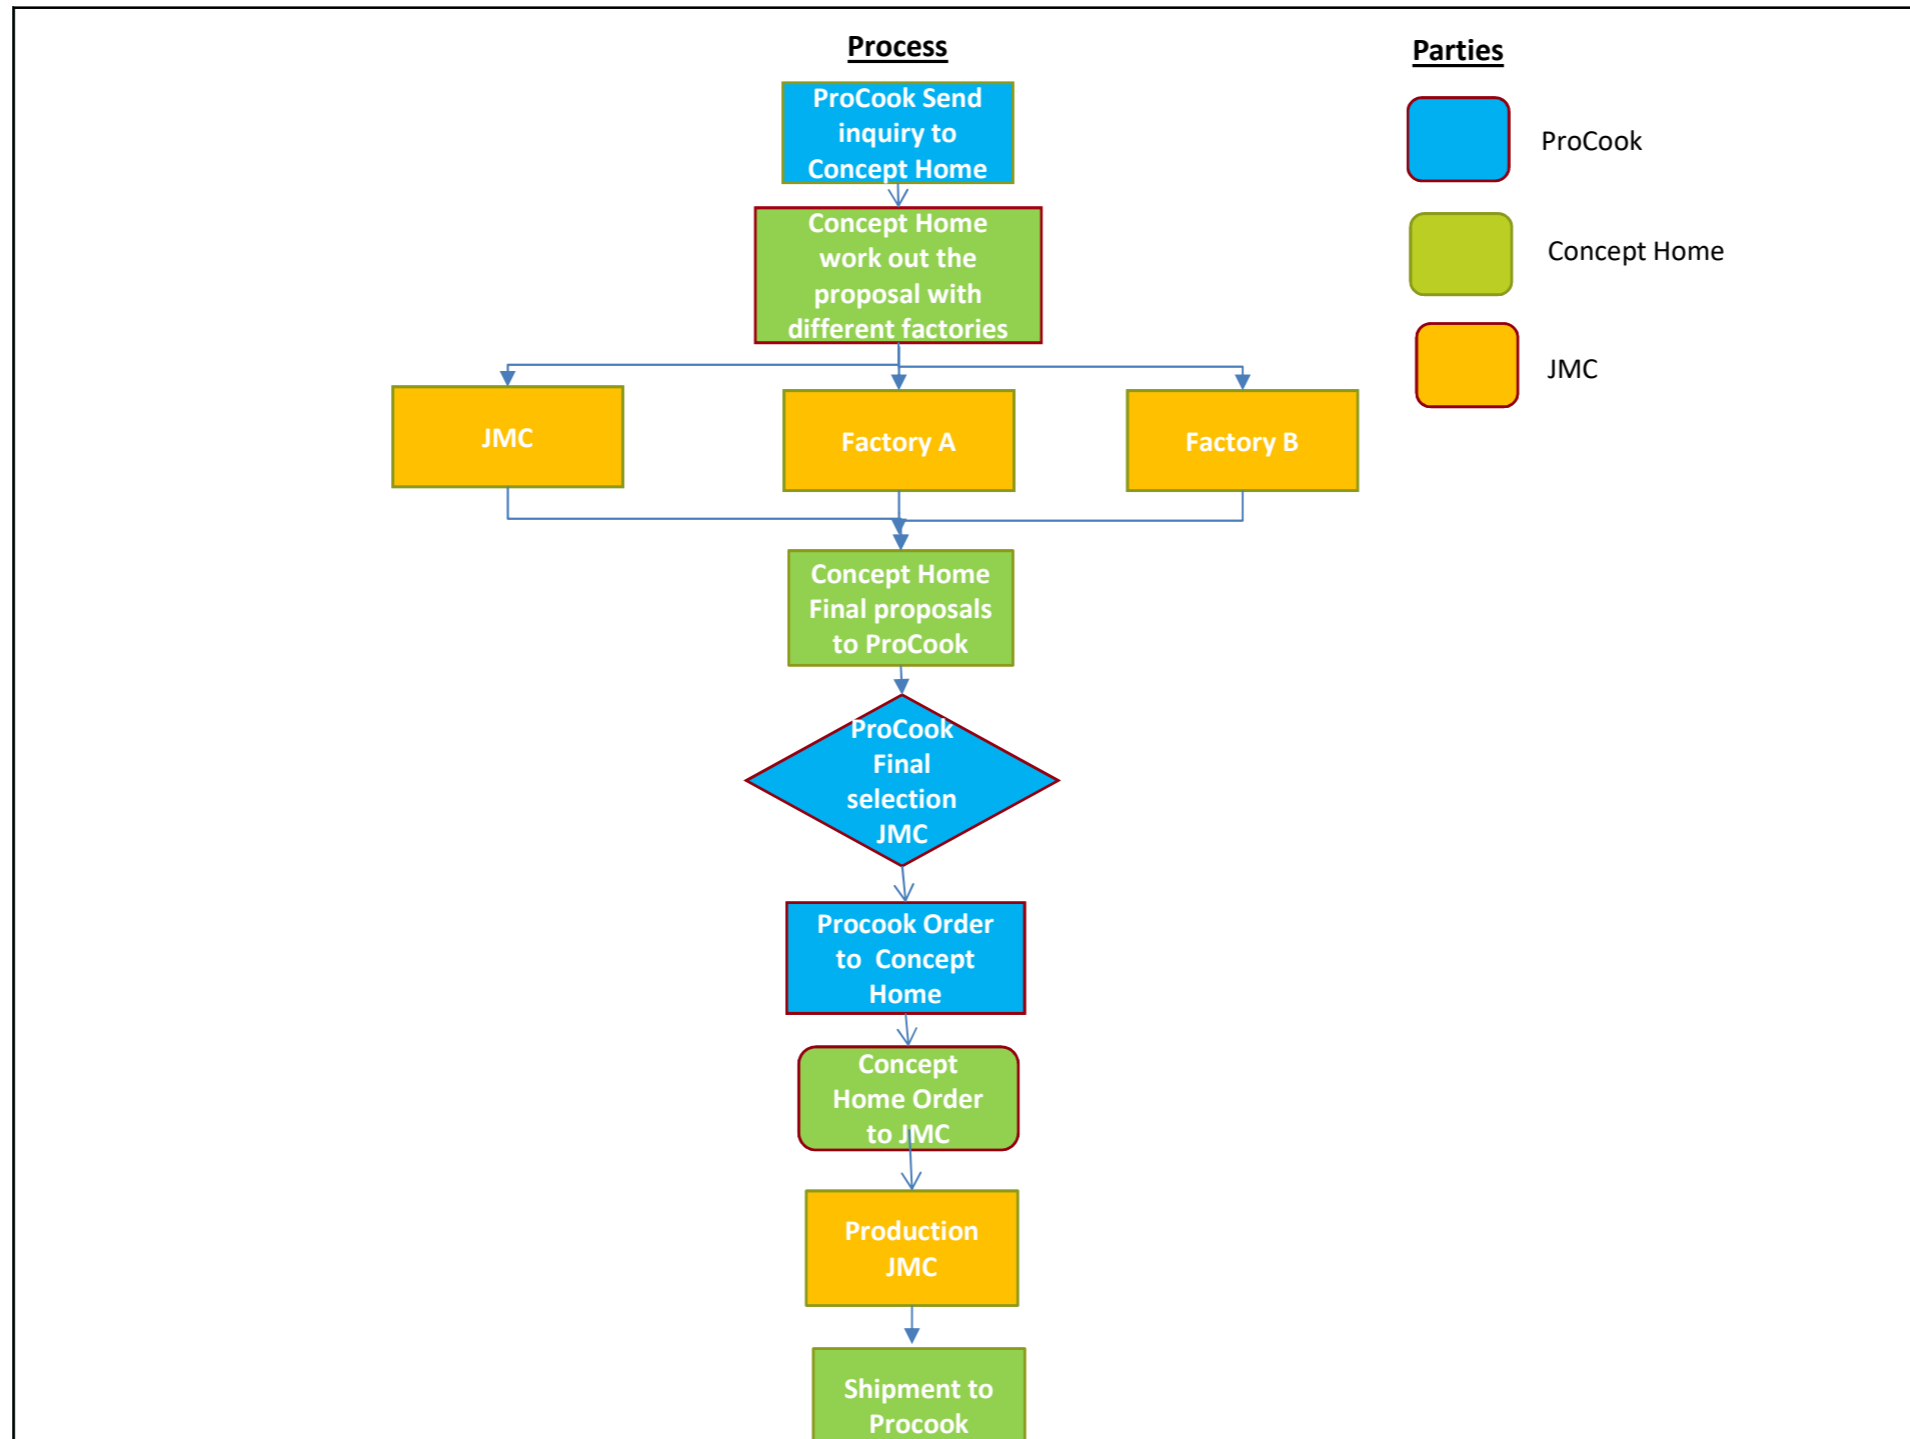 Process
Parties
ProCook Send
inquiry to
Concept Home
ProCook
Concept Home
work out the
proposal with
different factories
Concept Home
JMC
JMC
Factory A
Factory B
Concept Home
Final proposals
to ProCook
ProCook
Final
selection
JMC
Procook Order
to  Concept
Home
Concept
Home Order
to JMC
Production
JMC
Shipment to
Procook